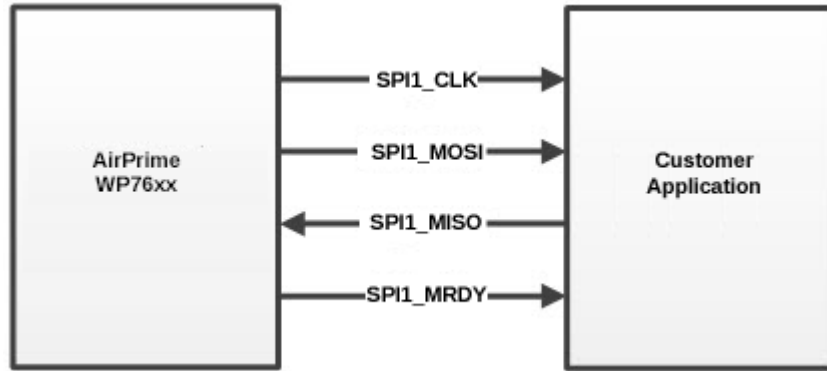 SPI1_CLK
SPI1_MOSI
AirPrime
WP76xx
Customer
Application
SPI1_MISO
SPI1_MRDY